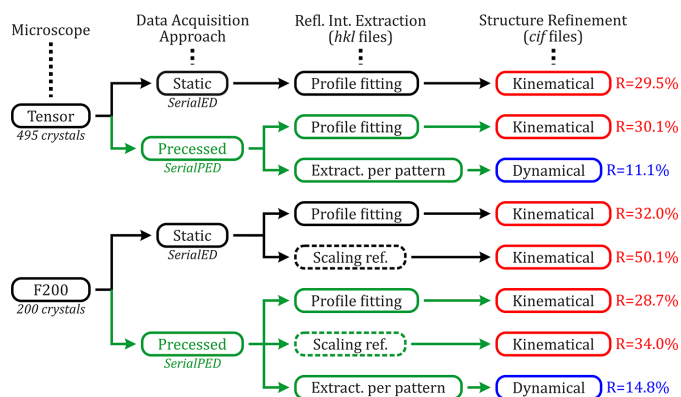 Microscope
Data Acquisition
Approach
Refl. Int. Extraction
(hkl files)
Structure Refinement
(cif files)
Tensor
495 crystals
Static
SerialED
Profile fitting
Kinematical
R=29.5%
Precessed
SerialPED
Profile fitting
Kinematical
R=30.1%
Extract. per pattern
Dynamical
R=11.1%
F200
200 crystals
Static
SerialED
Profile fitting
Kinematical
R=32.0%
Scaling ref.
Kinematical
R=50.1%
Precessed
SerialPED
Profile fitting
Kinematical
R=28.7%
Scaling ref.
Kinematical
R=34.0%
Extract. per pattern
Dynamical
R=14.8%